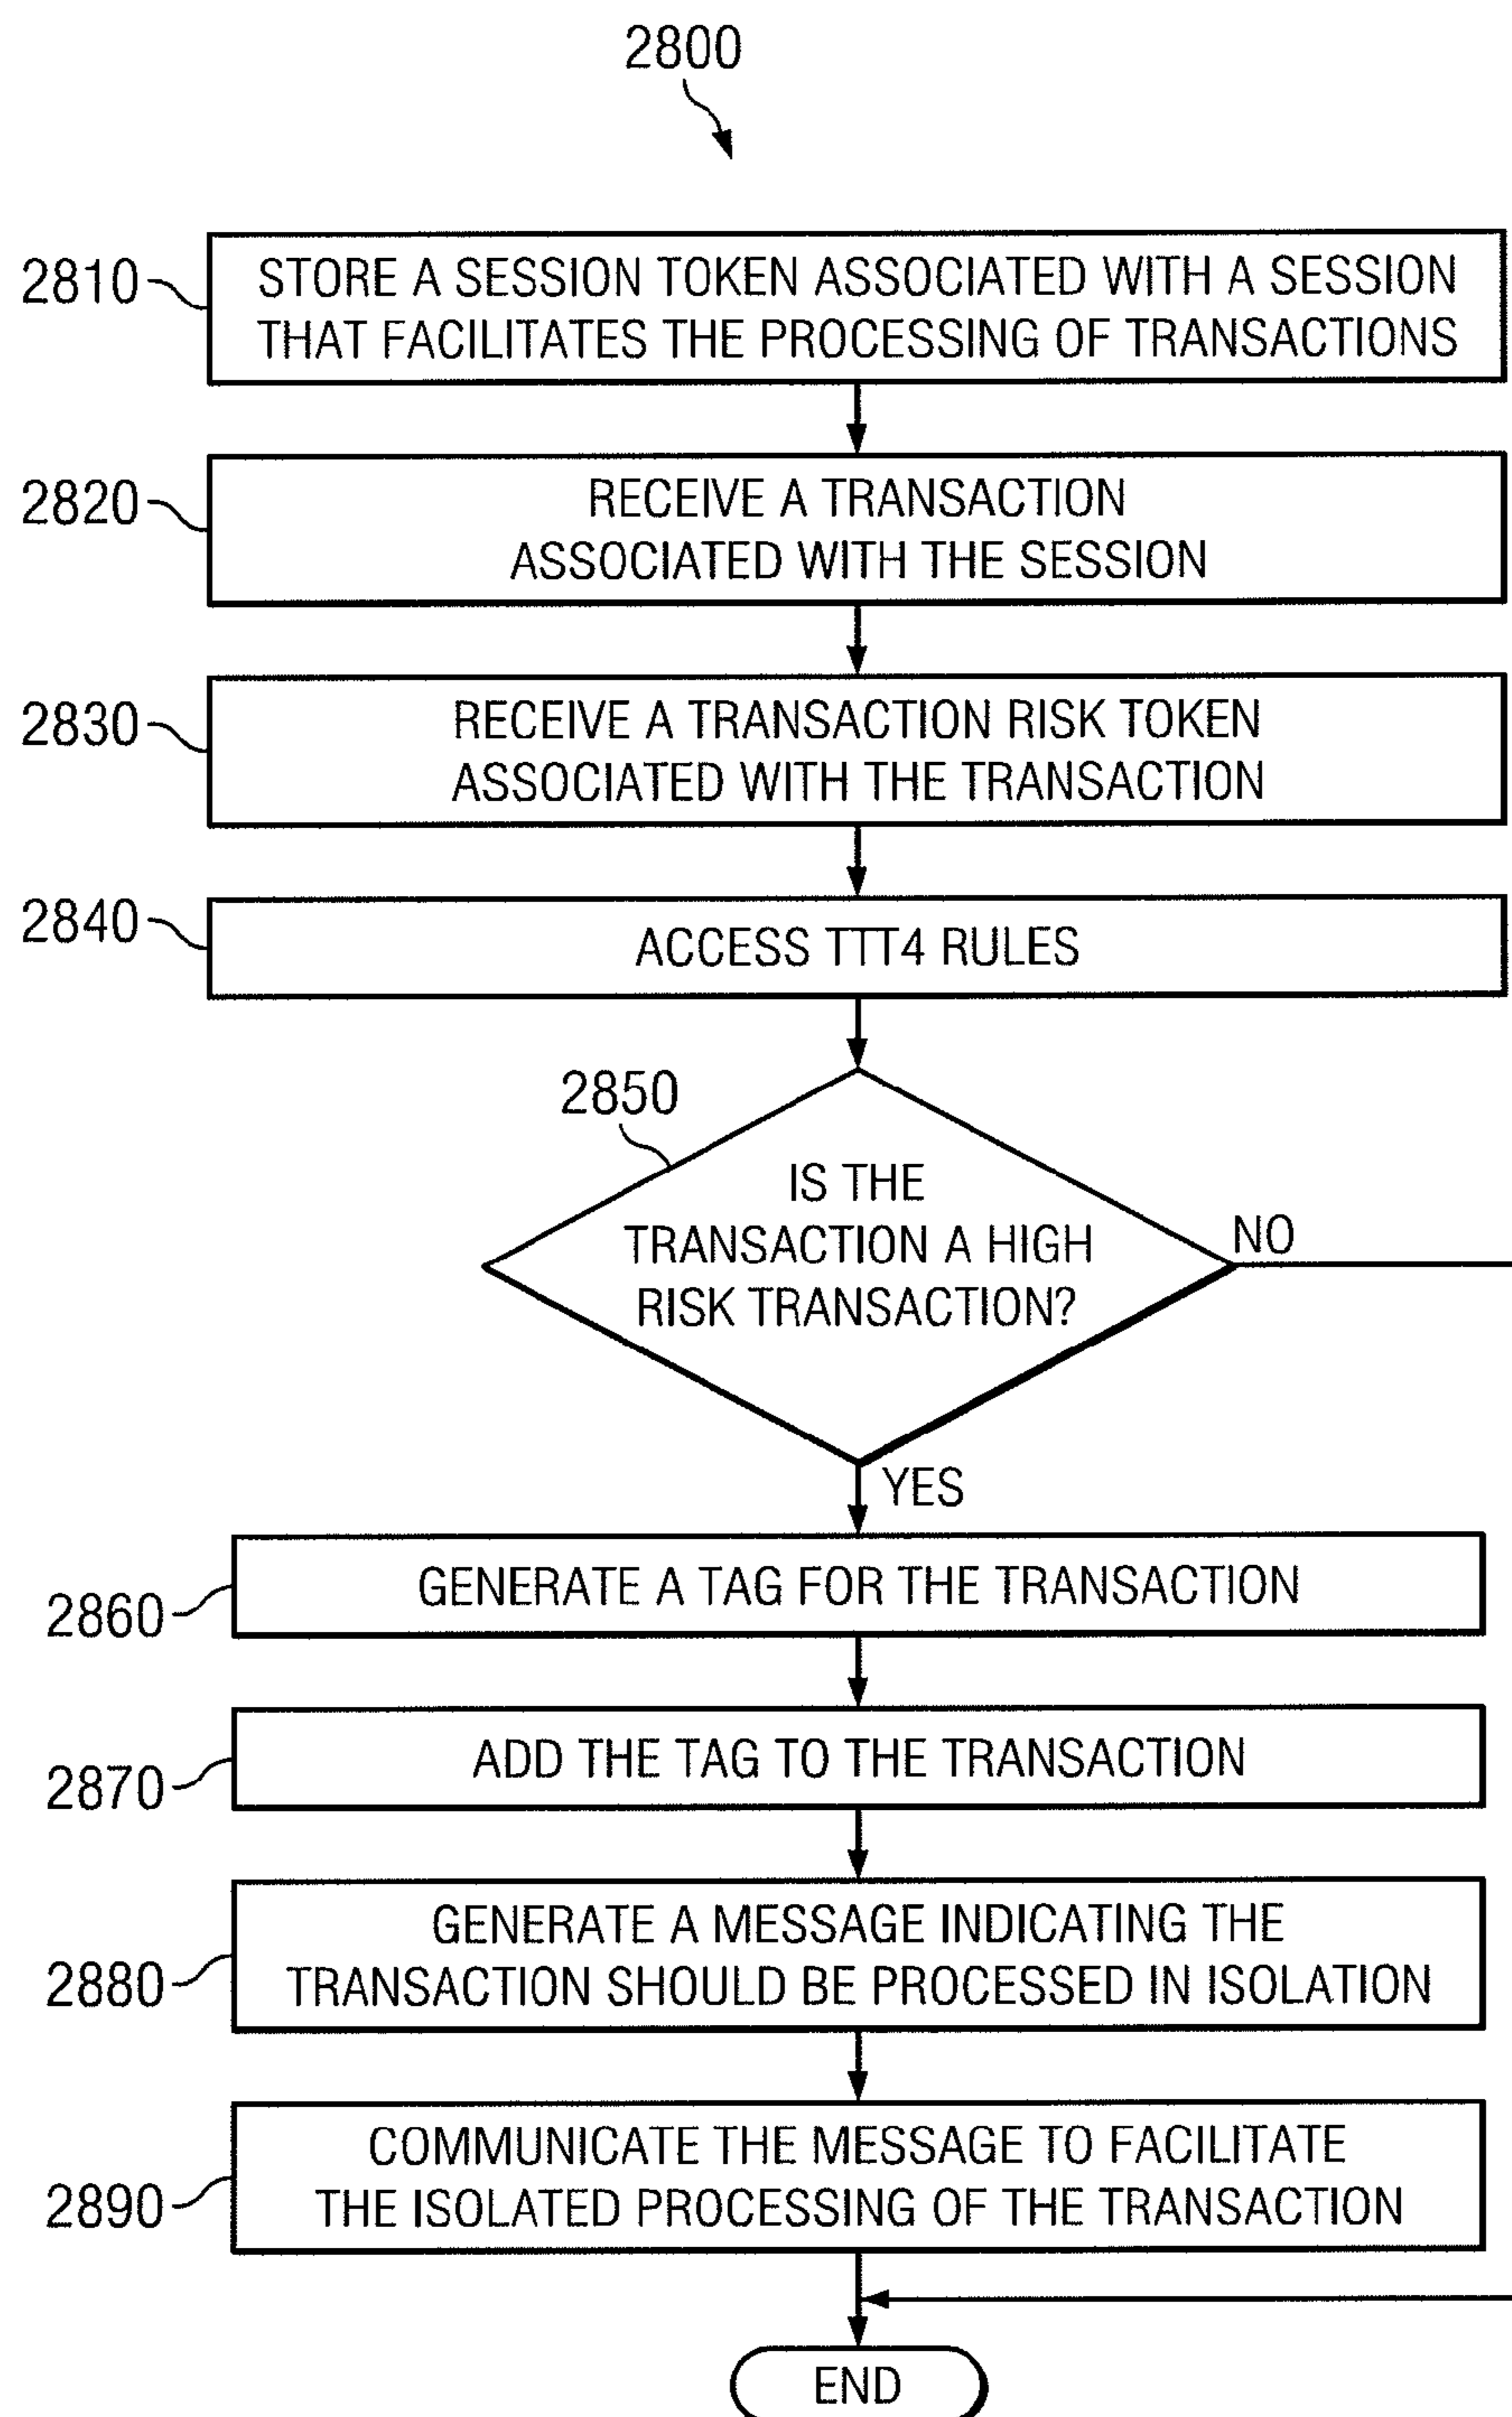 2800
2810
STORE A SESSION TOKEN ASSOCIATED WITH A SESSION
THAT FACILITATES THE PROCESSING OF TRANSACTIONS
2820
RECEIVE A TRANSACTION
ASSOCIATED WITH THE SESSION
2830
RECEIVE A TRANSACTION RISK TOKEN
ASSOCIATED WITH THE TRANSACTION
2840
ACCESS TTT4 RULES
2850
IS THE
TRANSACTION A HIGH
RISK TRANSACTION?
NO
YES
2860
GENERATE A TAG FOR THE TRANSACTION
2870
ADD THE TAG TO THE TRANSACTION
2880
GENERATE A MESSAGE INDICATING THE
TRANSACTION SHOULD BE PROCESSED IN ISOLATION
2890
COMMUNICATE THE MESSAGE TO FACILITATE
THE ISOLATED PROCESSING OF THE TRANSACTION
END